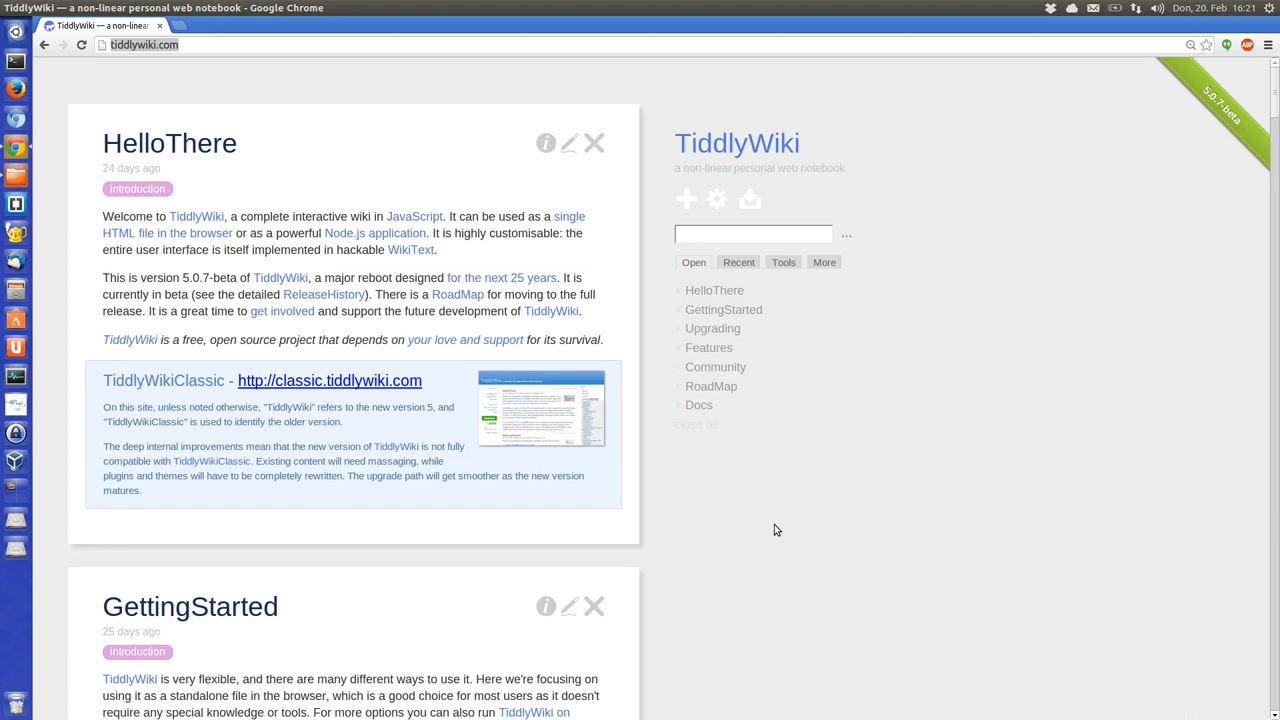 TiddlyWiki — a non-linear personal web notebook - Google Chrome
Don, 20. Feb 16:21
TiddlyWiki — a non-linear
tiddlywiki.com
ABP
5.0.7-beta
HelloThere
24 days ago
introduction
Welcome to TiddlyWiki, a complete interactive wiki in JavaScript. It can be used as a single
HTML file in the browser or as a powerful Node.js application. It is highly customisable: the
entire user interface is itself implemented in hackable WikiText.
This is version 5.0.7-beta of TiddlyWiki, a major reboot designed for the next 25 years. It is
currently in beta (see the detailed ReleaseHistory). There is a RoadMap for moving to the full
release. It is a great time to get involved and support the future development of TiddlyWiki.
TiddlyWiki is a free, open source project that depends on your love and support for its survival.
TiddlyWikiClassic - http://classic.tiddlywiki.com
On this site, unless noted otherwise, "TiddlyWiki" refers to the new version 5, and
"TiddlyWikiClassic" is used to identify the older version.
The deep internal improvements mean that the new version of TiddlyWiki is not fully
compatible with TiddlyWikiClassic. Existing content will need massaging, while
plugins and themes will have to be completely rewritten. The upgrade path will get smoother as the new version
matures.
GettingStarted
25 days ago
introduction
TiddlyWiki is very flexible, and there are many different ways to use it. Here we're focusing on
using it as a standalone file in the browser, which is a good choice for most users as it doesn't
require any special knowledge or tools. For more options you can also run TiddlyWiki on
TiddlyWiki
a non-linear personal web notebook
...
Open Recent Tools More
× HelloThere
× GettingStarted
× Upgrading
× Features
× Community
× RoadMap
× Docs
close all